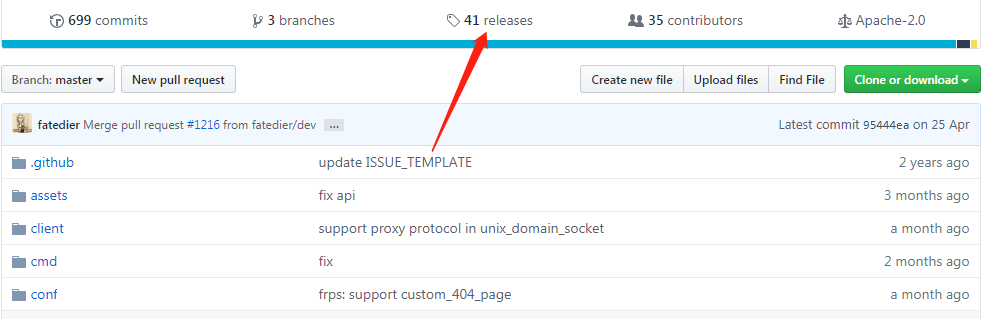 699 commits 3 branches 41 releases 35 contributors Apache-2.0
Branch: master New pull request Create new file Upload files Find File Clone or download
fatedier Merge pull request #1216 from fatedier/dev ... Latest commit 95444ea on 25 Apr
.github update ISSUE_TEMPLATE 2 years ago
assets fix api 3 months ago
client support proxy protocol in unix_domain_socket a month ago
cmd fix 2 months ago
conf frps: support custom_404_page a month ago